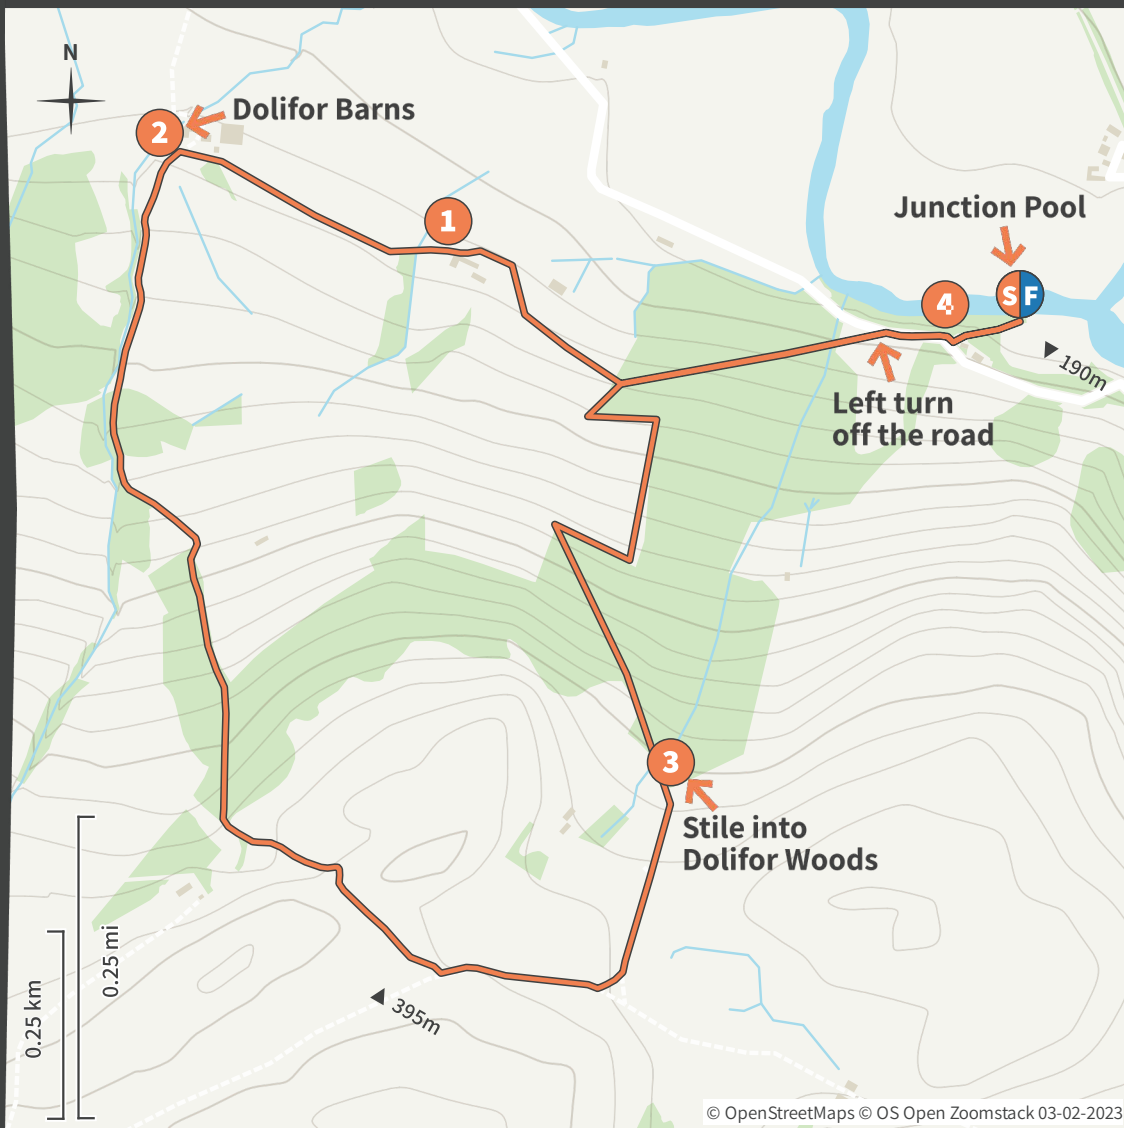 N
Dolifor Barns
2
1
Junction Pool
S F
4
190m
Left turn
off the road
3
Stile into
Dolifor Woods
0.25 mi
0.25 km
395m
© OpenStreetMaps © OS Open Zoomstack 03-02-2023